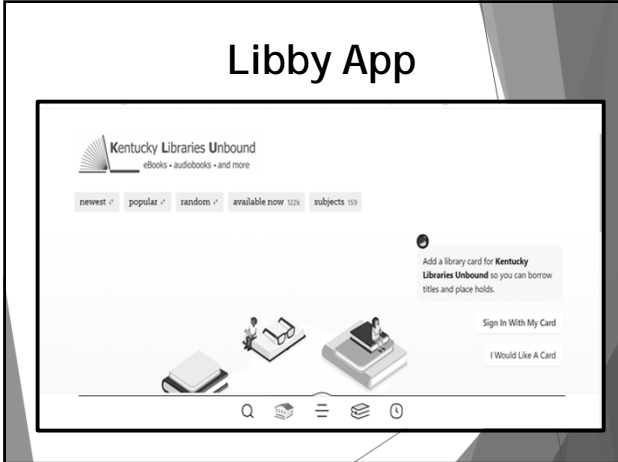 Libby App
Kentucky Libraries Unbound
eBooks • audiobooks • and more
newest popular random available now 122k subjects 159
Add a library card for Kentucky
Libraries Unbound so you can borrow
titles and place holds.
Sign In With My Card
I Would Like A Card